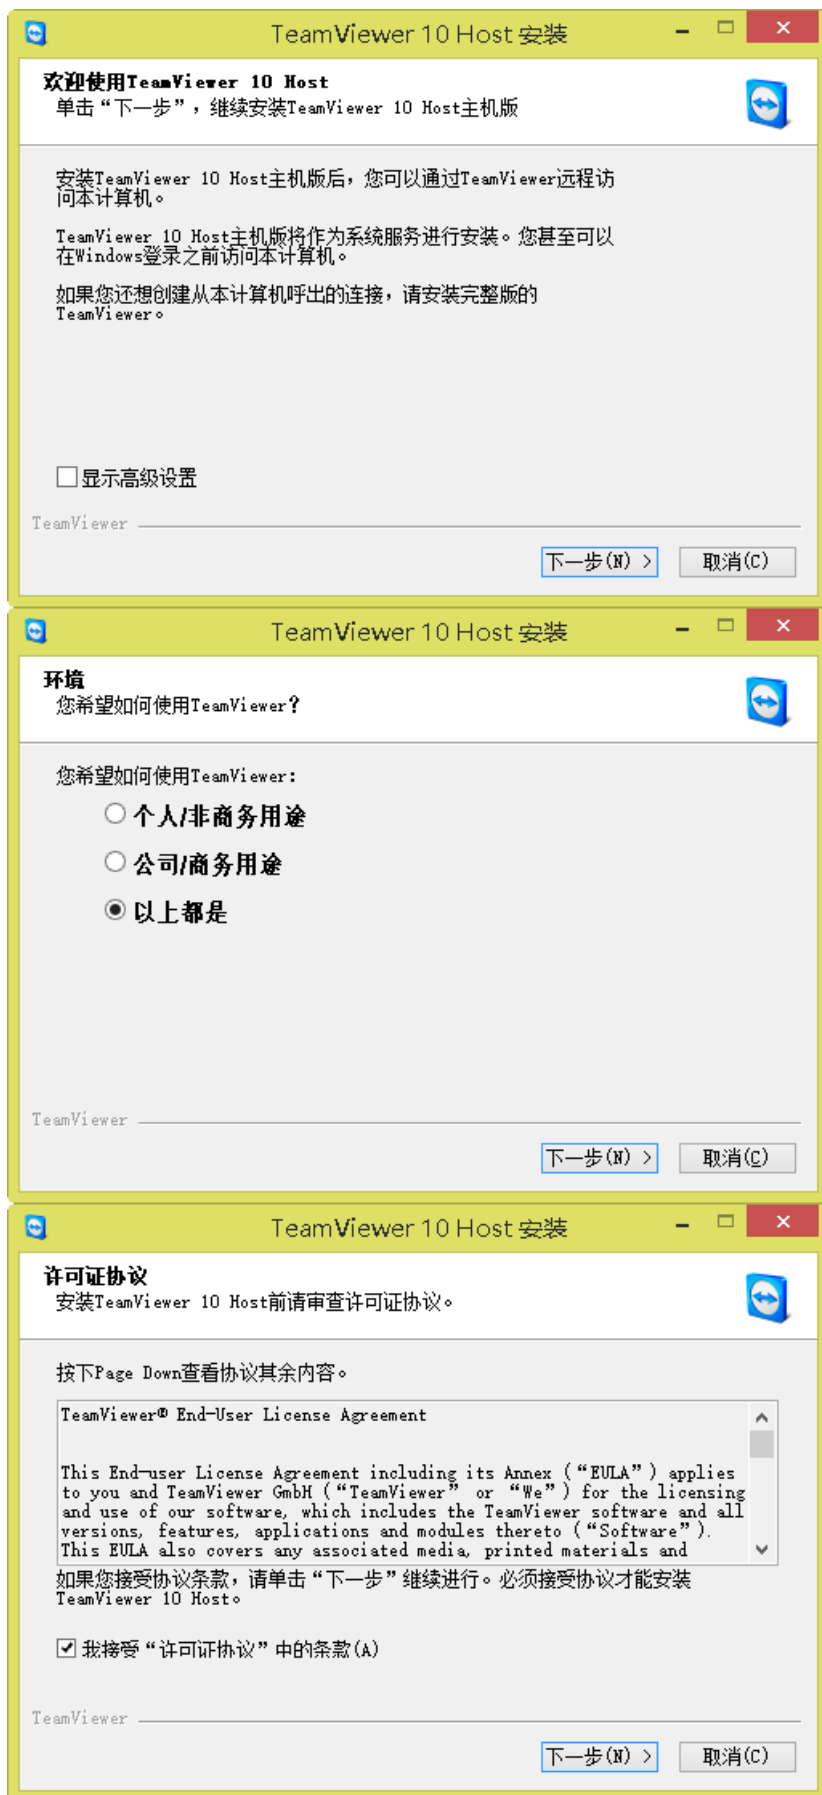 TeamViewer 10 Host 安装
欢迎使用TeamViewer 10 Host
单击“下一步”，继续安装TeamViewer 10 Host主机版
安装TeamViewer 10 Host主机版后，您可以通过TeamViewer远程访
问本计算机。
TeamViewer 10 Host主机版将作为系统服务进行安装。您甚至可以
在Windows登录之前访问本计算机。
如果您还想创建从本计算机呼出的连接，请安装完整版的
TeamViewer。
显示高级设置
TeamViewer
下一步(N) >
取消(C)
TeamViewer 10 Host 安装
环境
您希望如何使用TeamViewer？
您希望如何使用TeamViewer：
个人/非商务用途
公司/商务用途
以上都是
TeamViewer
下一步(N) >
取消(C)
TeamViewer 10 Host 安装
许可证协议
安装TeamViewer 10 Host前请审查许可证协议。
按下Page Down查看协议其余内容。
TeamViewer® End-User License Agreement
This End-user License Agreement including its Annex (“EULA”) applies
to you and TeamViewer GmbH (“TeamViewer” or “We”) for the licensing
and use of our software, which includes the TeamViewer software and all
versions, features, applications and modules thereto (“Software”).
This EULA also covers any associated media, printed materials and
如果您接受协议条款，请单击“下一步”继续进行。必须接受协议才能安装
TeamViewer 10 Host。
我接受“许可证协议”中的条款(A)
TeamViewer
下一步(N) >
取消(C)